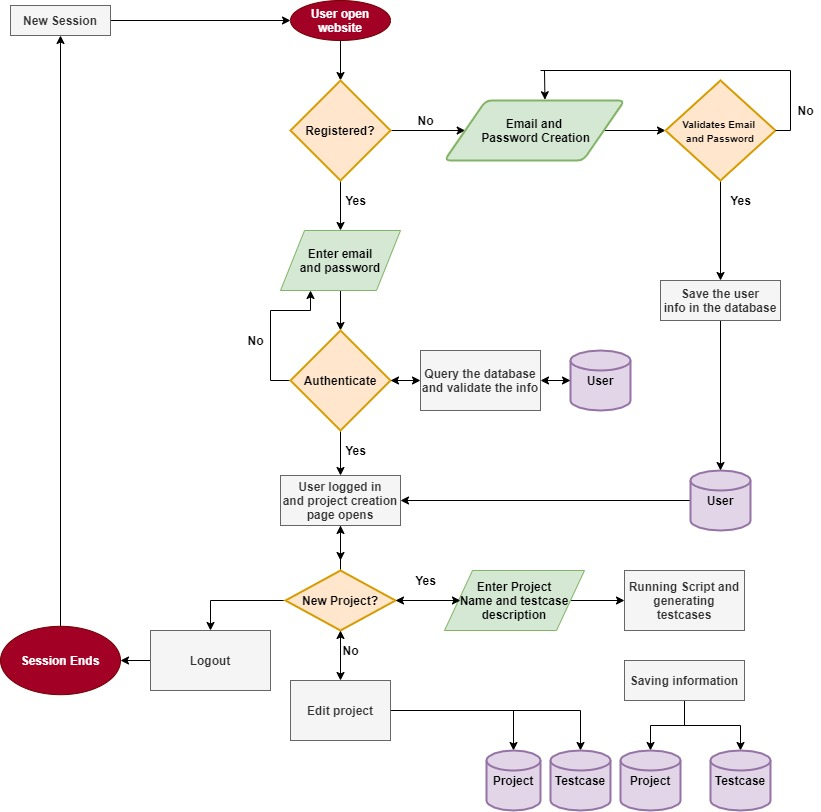 New Session
User open
website
Registered?
No
Email and
Password Creation
Validates Email
and Password
No
Yes
Yes
Enter email
and password
Save the user
info in the database
No
Authenticate
Query the database
and validate the info
User
Yes
User logged in
and project creation
page opens
User
New Project?
Yes
Enter Project
Name and testcase
description
Running Script and
generating
testcases
Session Ends
Logout
No
Edit project
Saving information
Project
Testcase
Project
Testcase